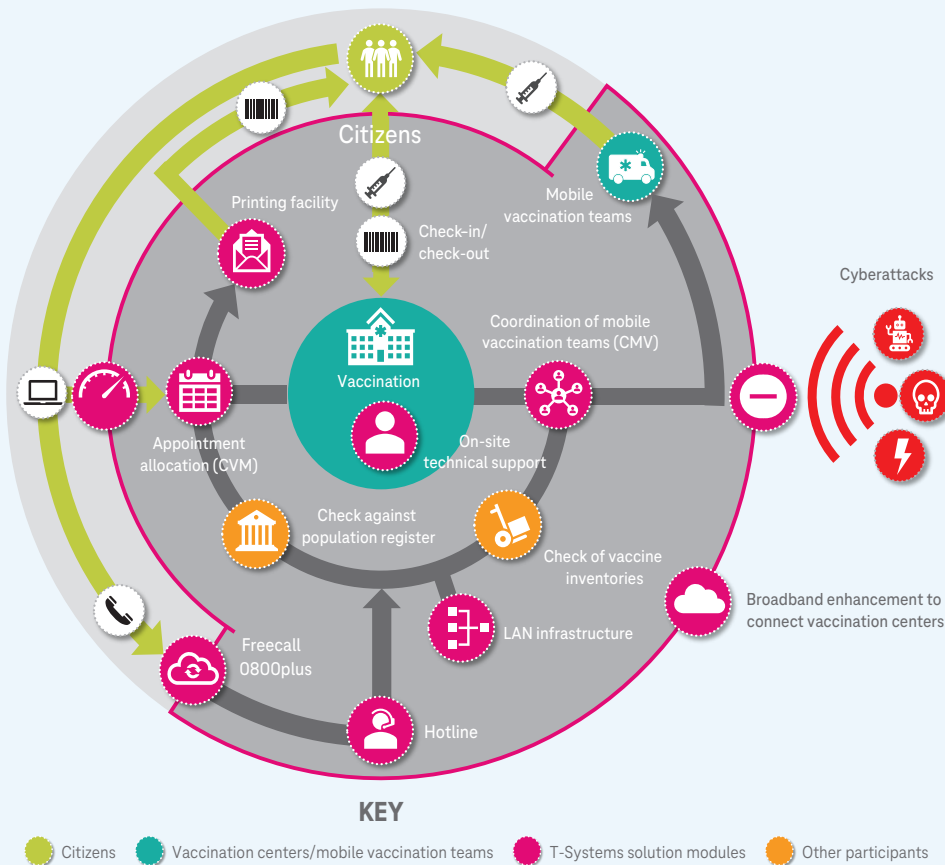 Citizens
Printing facility
Mobile
vaccination teams
Check-in/
check-out
Cyberattacks
Coordination of mobile
vaccination teams (CMV)
Vaccination
Appointment
allocation (CVM)
On-site
technical support
Check against
population register
Check of vaccine
inventories
Broadband enhancement to
connect vaccination centers
LAN infrastructure
Freecall
0800plus
Hotline
KEY
Citizens
Vaccination centers/mobile vaccination teams
T-Systems solution modules
Other participants